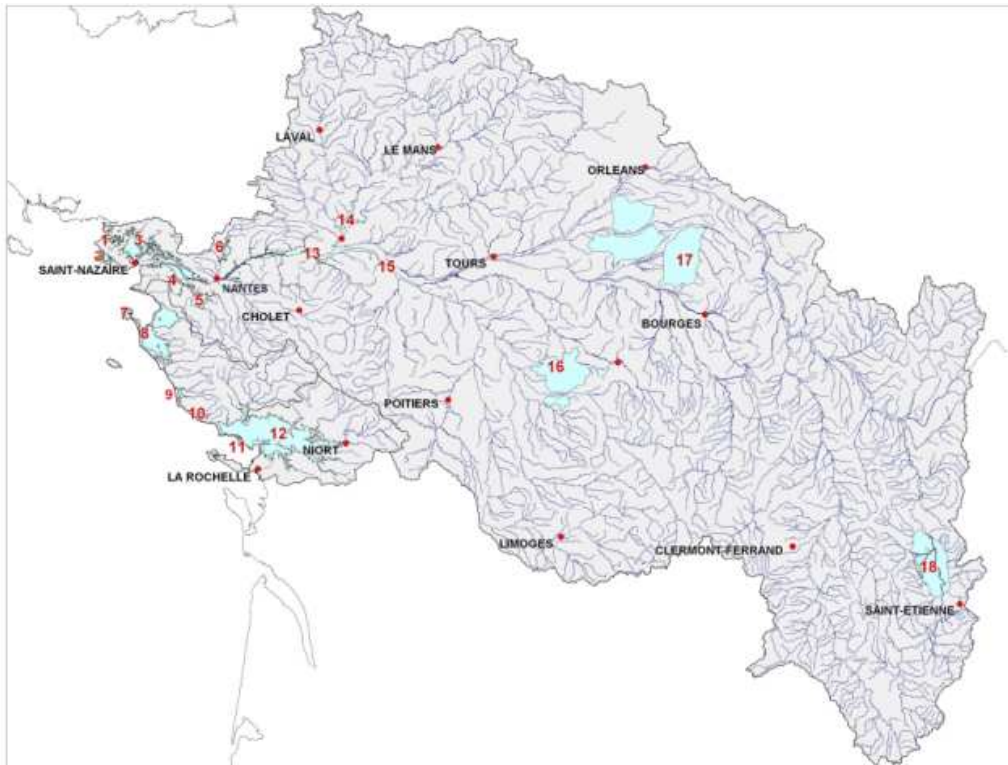 LAVAL
LE MANS
ORLEANS
14
1
3
6
2
13
SAINT-NAZAIRE
15
TOURS
17
4
NANTES
5
7
CHOLET
BOURGES
8
16
9
POITIERS
10
12
11
NIORT
LA ROCHELLE
LIMOGES
CLERMONT-FERRAND
18
SAINT-ETIENNE